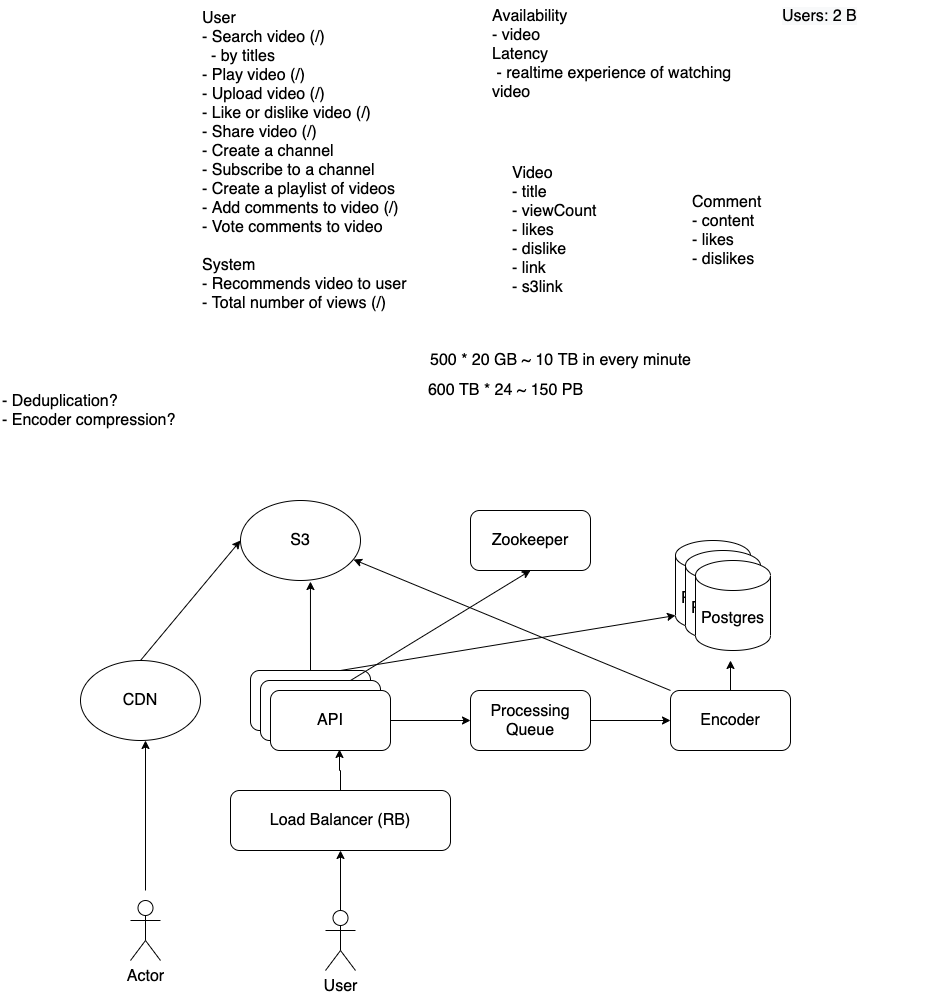 User
- Search video (/)
- by titles
- Play video (/)
- Upload video (/)
- Like or dislike video (/)
- Share video (/)
- Create a channel
- Subscribe to a channel
- Create a playlist of videos
- Add comments to video (/)
- Vote comments to video
System
- Recommends video to user
- Total number of views (/)
Availability
- video
Latency
- realtime experience of watching
video
Users: 2 B
Video
- title
- viewCount
- likes
- dislike
- link
- s3link
Comment
- content
- likes
- dislikes
500 * 20 GB ~ 10 TB in every minute
600 TB * 24 ~ 150 PB
- Deduplication?
- Encoder compression?
S3
Zookeeper
Postgres
CDN
API
Processing
Queue
Encoder
Load Balancer (RB)
Actor
User